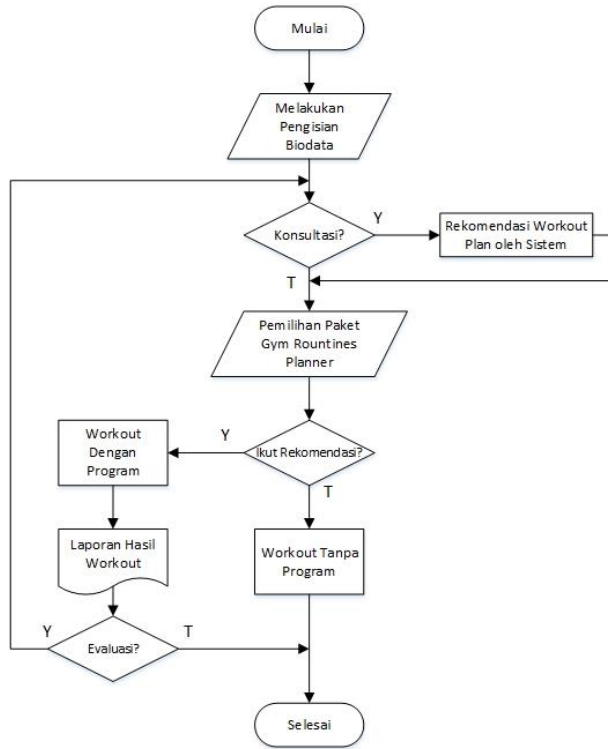 Mulai
Melakukan
Pengisian
Biodata
Konsultasi?
Y
Rekomendasi Workout
Plan oleh Sistem
T
Pemilihan Paket
Gym Rountines
Planner
Workout
Dengan
Program
Y
Ikut Rekomendasi?
T
Laporan Hasil
Workout
Workout Tanpa
Program
Y
Evaluasi?
T
Selesai